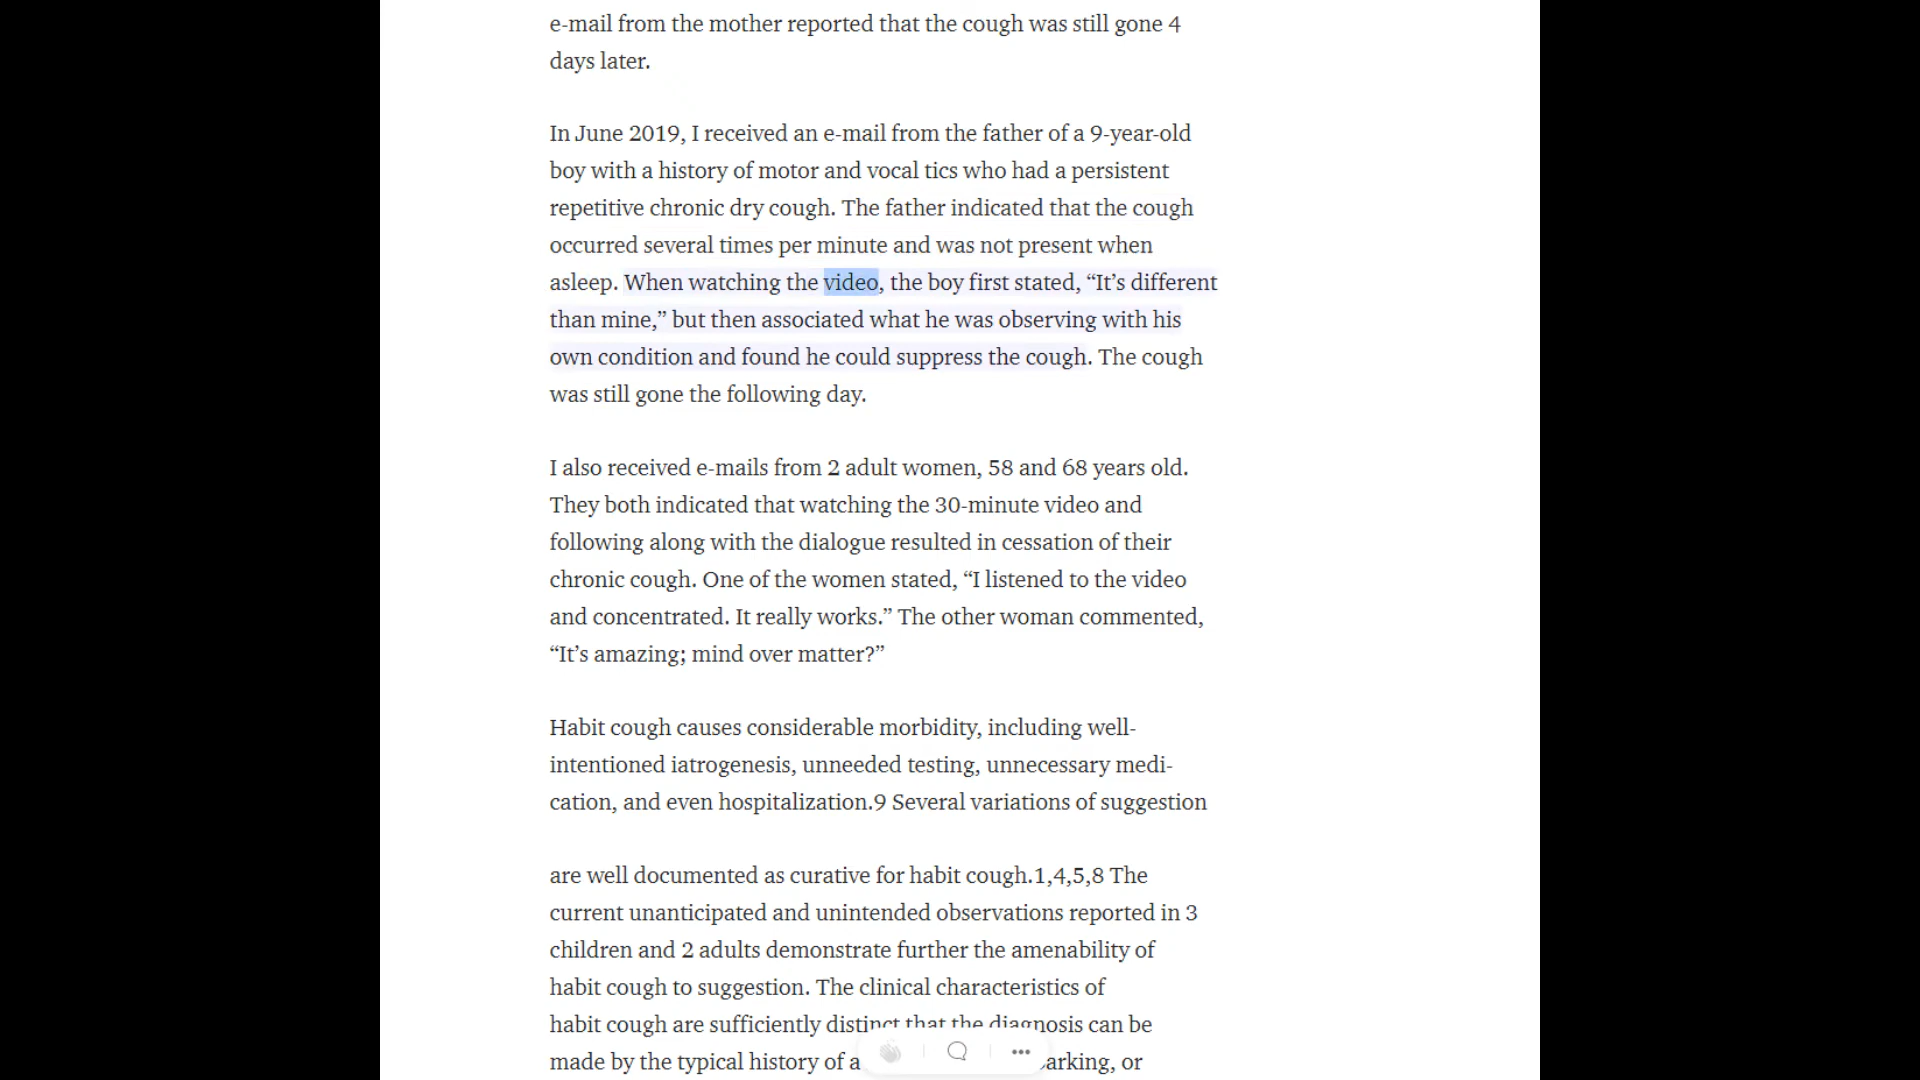 e-mail from the mother reported that the cough was still gone 4
days later.
In June 2019, I received an e-mail from the father of a 9-year-old
boy with a history of motor and vocal tics who had a persistent
repetitive chronic dry cough. The father indicated that the cough
occurred several times per minute and was not present when
asleep. When watching the video, the boy first stated, “It’s different
than mine,” but then associated what he was observing with his
own condition and found he could suppress the cough. The cough
was still gone the following day.
I also received e-mails from 2 adult women, 58 and 68 years old.
They both indicated that watching the 30-minute video and
following along with the dialogue resulted in cessation of their
chronic cough. One of the women stated, “I listened to the video
and concentrated. It really works.” The other woman commented,
“It’s amazing; mind over matter?”
Habit cough causes considerable morbidity, including well-
intentioned iatrogenesis, unneeded testing, unnecessary medi-
cation, and even hospitalization.9 Several variations of suggestion
are well documented as curative for habit cough.1,4,5,8 The
current unanticipated and unintended observations reported in 3
children and 2 adults demonstrate further the amenability of
habit cough to suggestion. The clinical characteristics of
habit cough are sufficiently distinct that the diagnosis can be
made by the typical history of a arking, or